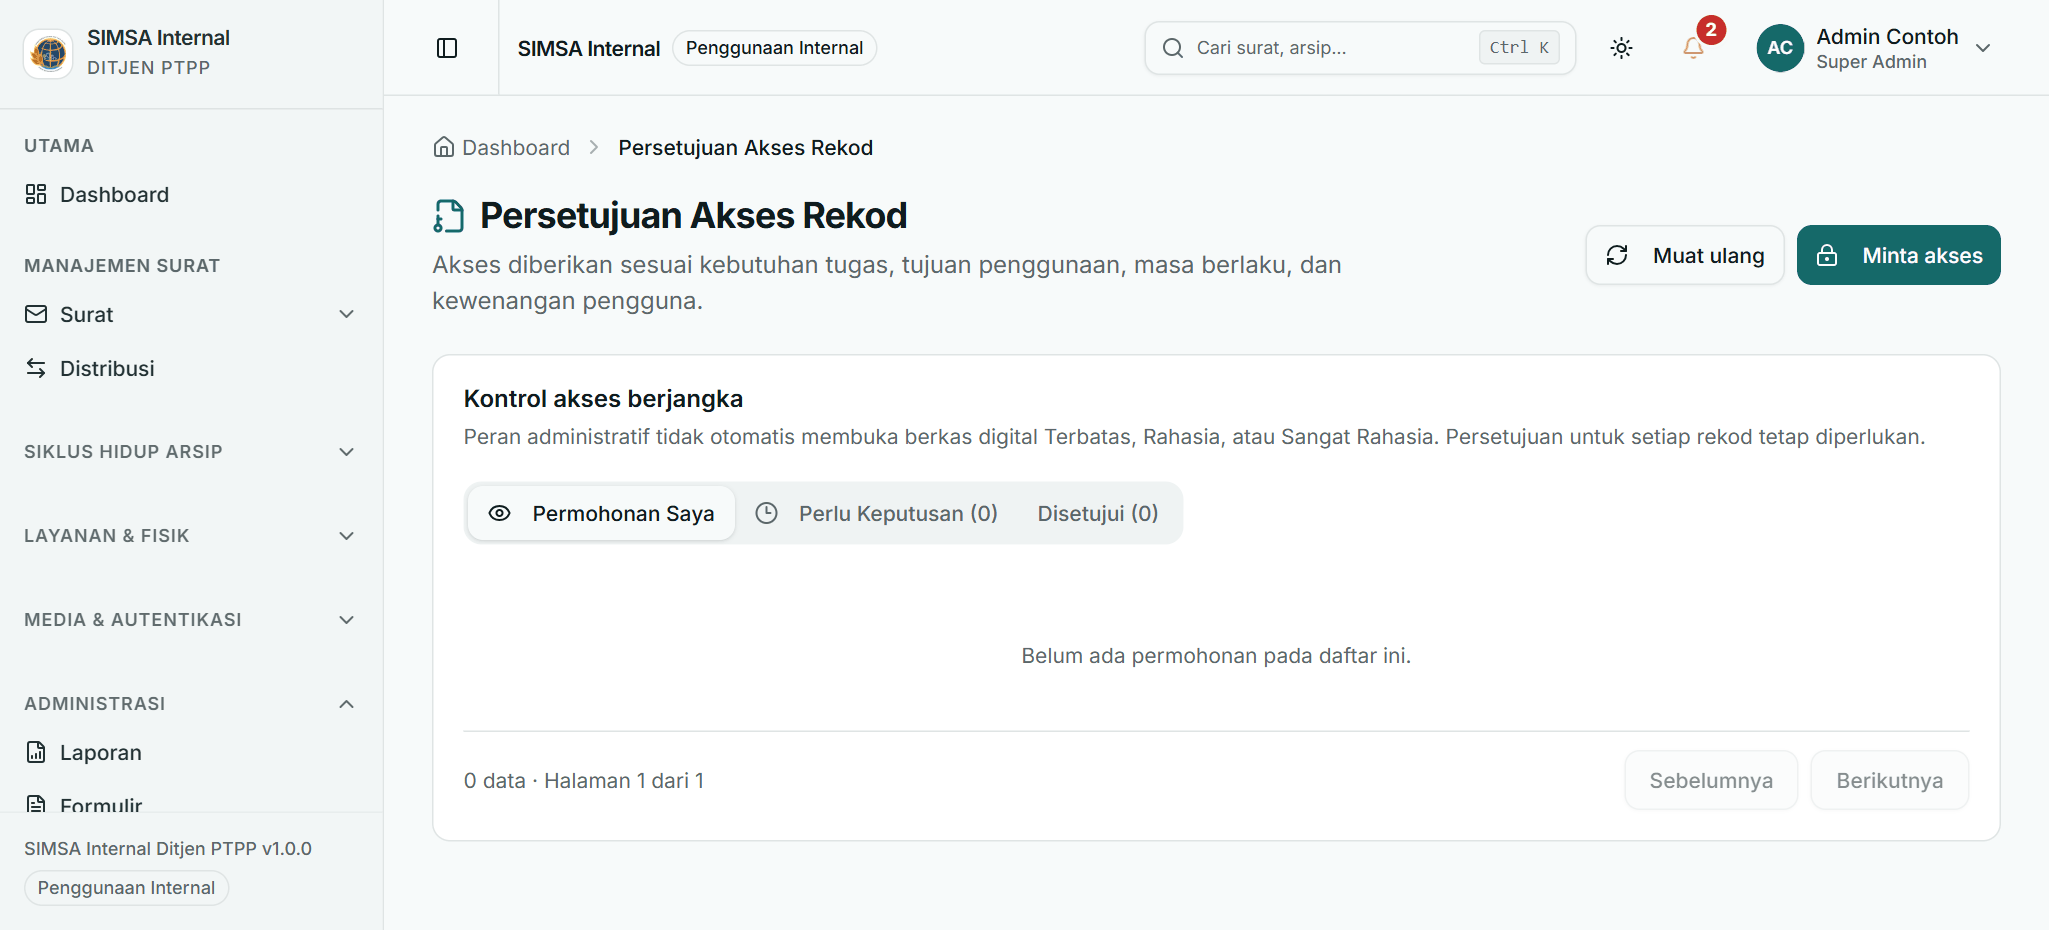 SIMSA Internal
DITJEN PTPP
UTAMA
Dashboard
MANAJEMEN SURAT
Surat
Distribusi
SIKLUS HIDUP ARSIP
LAYANAN & FISIK
MEDIA & AUTENTIKASI
ADMINISTRASI
Laporan
Formulir
SIMSA Internal Ditjen PTPP v1.0.0
Penggunaan Internal
SIMSA Internal
Penggunaan Internal
Cari surat, arsip...
Ctrl K
2
AC
Admin Contoh
Super Admin
Dashboard
Persetujuan Akses Rekod
Persetujuan Akses Rekod
Akses diberikan sesuai kebutuhan tugas, tujuan penggunaan, masa berlaku, dan
kewenangan pengguna.
Muat ulang
Minta akses
Kontrol akses berjangka
Peran administratif tidak otomatis membuka berkas digital Terbatas, Rahasia, atau Sangat Rahasia. Persetujuan untuk setiap rekod tetap diperlukan.
Permohonan Saya
Perlu Keputusan (0)
Disetujui (0)
Belum ada permohonan pada daftar ini.
0 data · Halaman 1 dari 1
Sebelumnya
Berikutnya